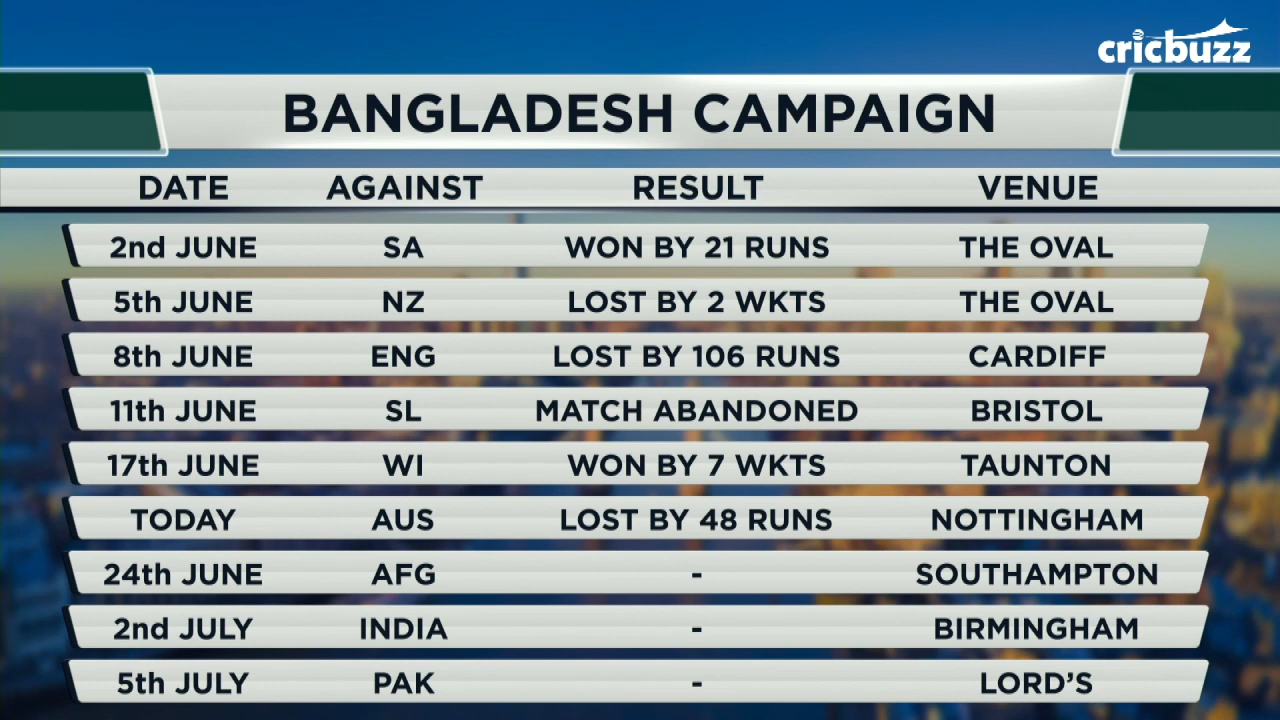 cricbuzz
BANGLADESH CAMPAIGN
DATE AGAINST RESULT VENUE
2nd JUNE SA WON BY 21 RUNS THE OVAL
5th JUNE NZ LOST BY 2 WKTS THE OVAL
8th JUNE ENG LOST BY 106 RUNS CARDIFF
11th JUNE SL MATCH ABANDONED BRISTOL
17th JUNE WI WON BY 7 WKTS TAUNTON
TODAY AUS LOST BY 48 RUNS NOTTINGHAM
24th JUNE AFG - SOUTHAMPTON
2nd JULY INDIA - BIRMINGHAM
5th JULY PAK - LORD'S